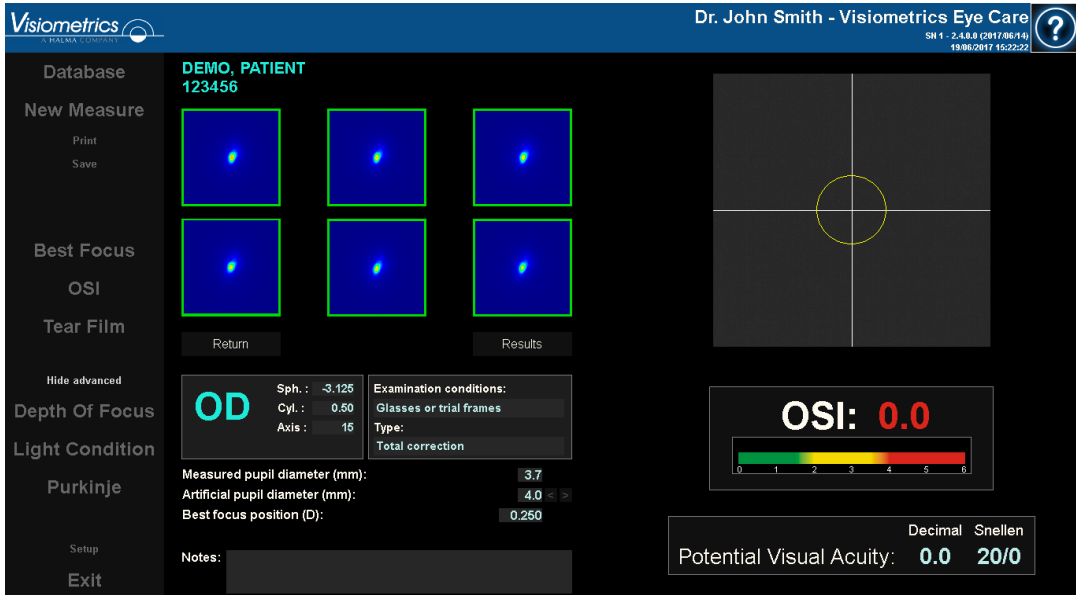 Visiometrics
A HALMA COMPANY
Dr. John Smith - Visiometrics Eye Care
SN 1 - 2.4.0.0 (2017/06/14)
19/06/2017 15:22:22
?
Database
New Measure
Print
Save
Best Focus
OSI
Tear Film
Hide advanced
Depth Of Focus
Light Condition
Purkinje
Setup
Exit
DEMO, PATIENT
123456
Return
Results
OD
Sph. : -3.125
Cyl. : 0.50
Axis : 15
Examination conditions:
Glasses or trial frames
Type:
Total correction
Measured pupil diameter (mm): 3.7
Artificial pupil diameter (mm): 4.0 < >
Best focus position (D): 0.250
Notes:
OSI: 0.0
0 1 2 3 4 5 6
Decimal Snellen
Potential Visual Acuity: 0.0 20/0